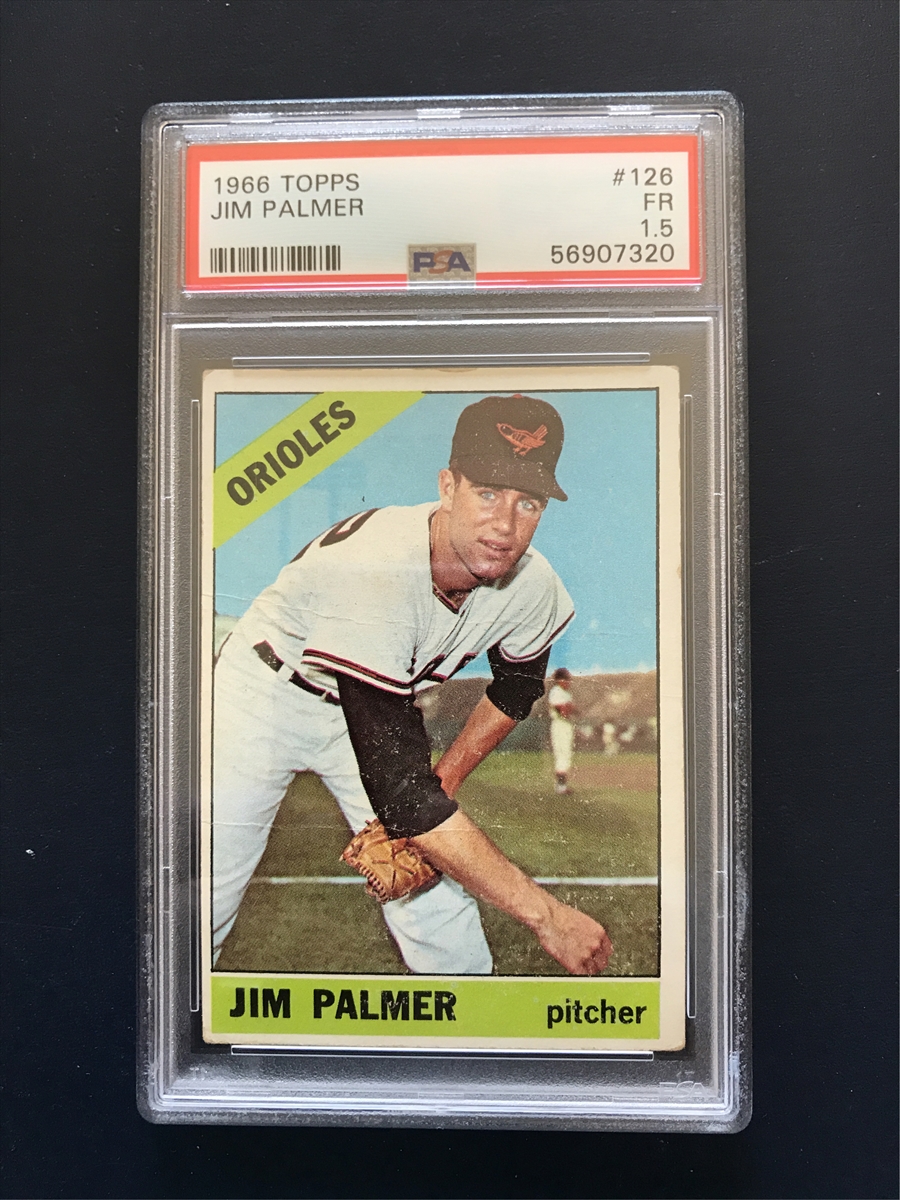 1966 TOPPS
#126
JIM PALMER
FR
1.5
PSA
56907320
ORIOLES
JIM PALMER
pitcher